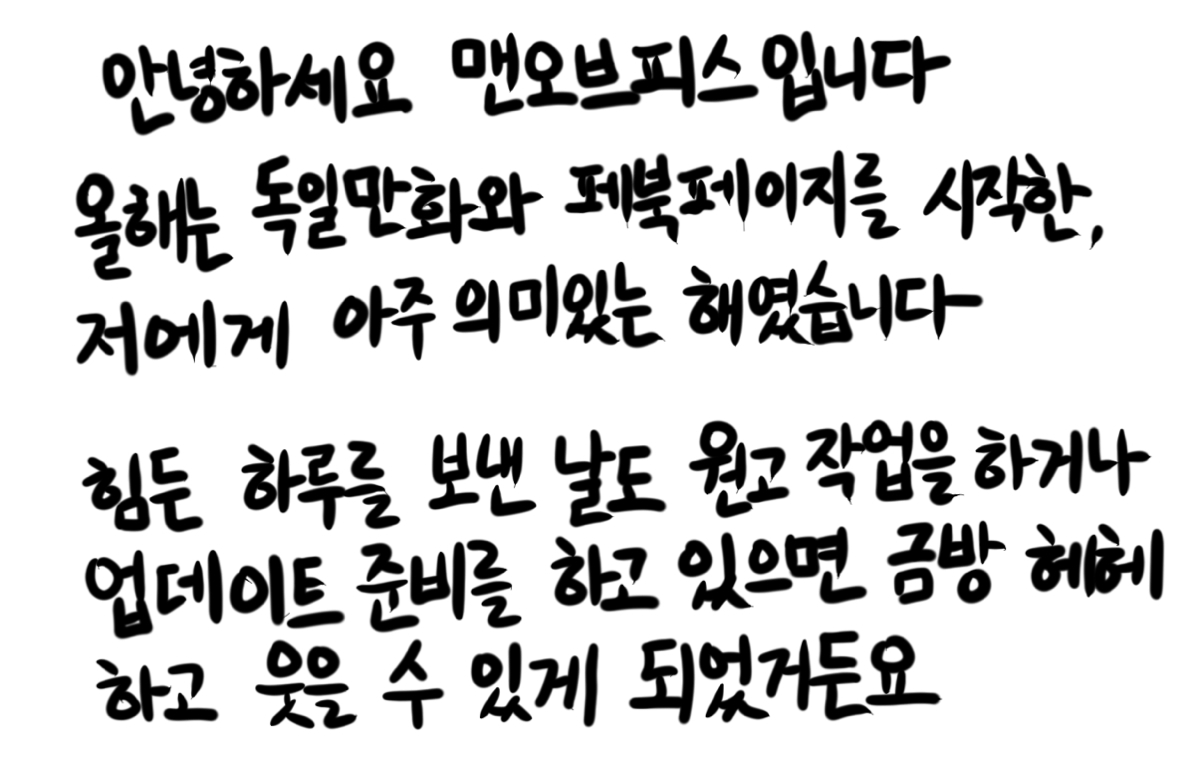 안녕하세요 맨오브피스입니다
올해는 독일만화와 페북페이지를 시작한,
저에게 아주 의미있는 해였습니다
힘든 하루를 보낸 날도 원고 작업을 하거나
업데이트 준비를 하고 있으면 금방 헤헤
하고 웃을 수 있게 되었거든요